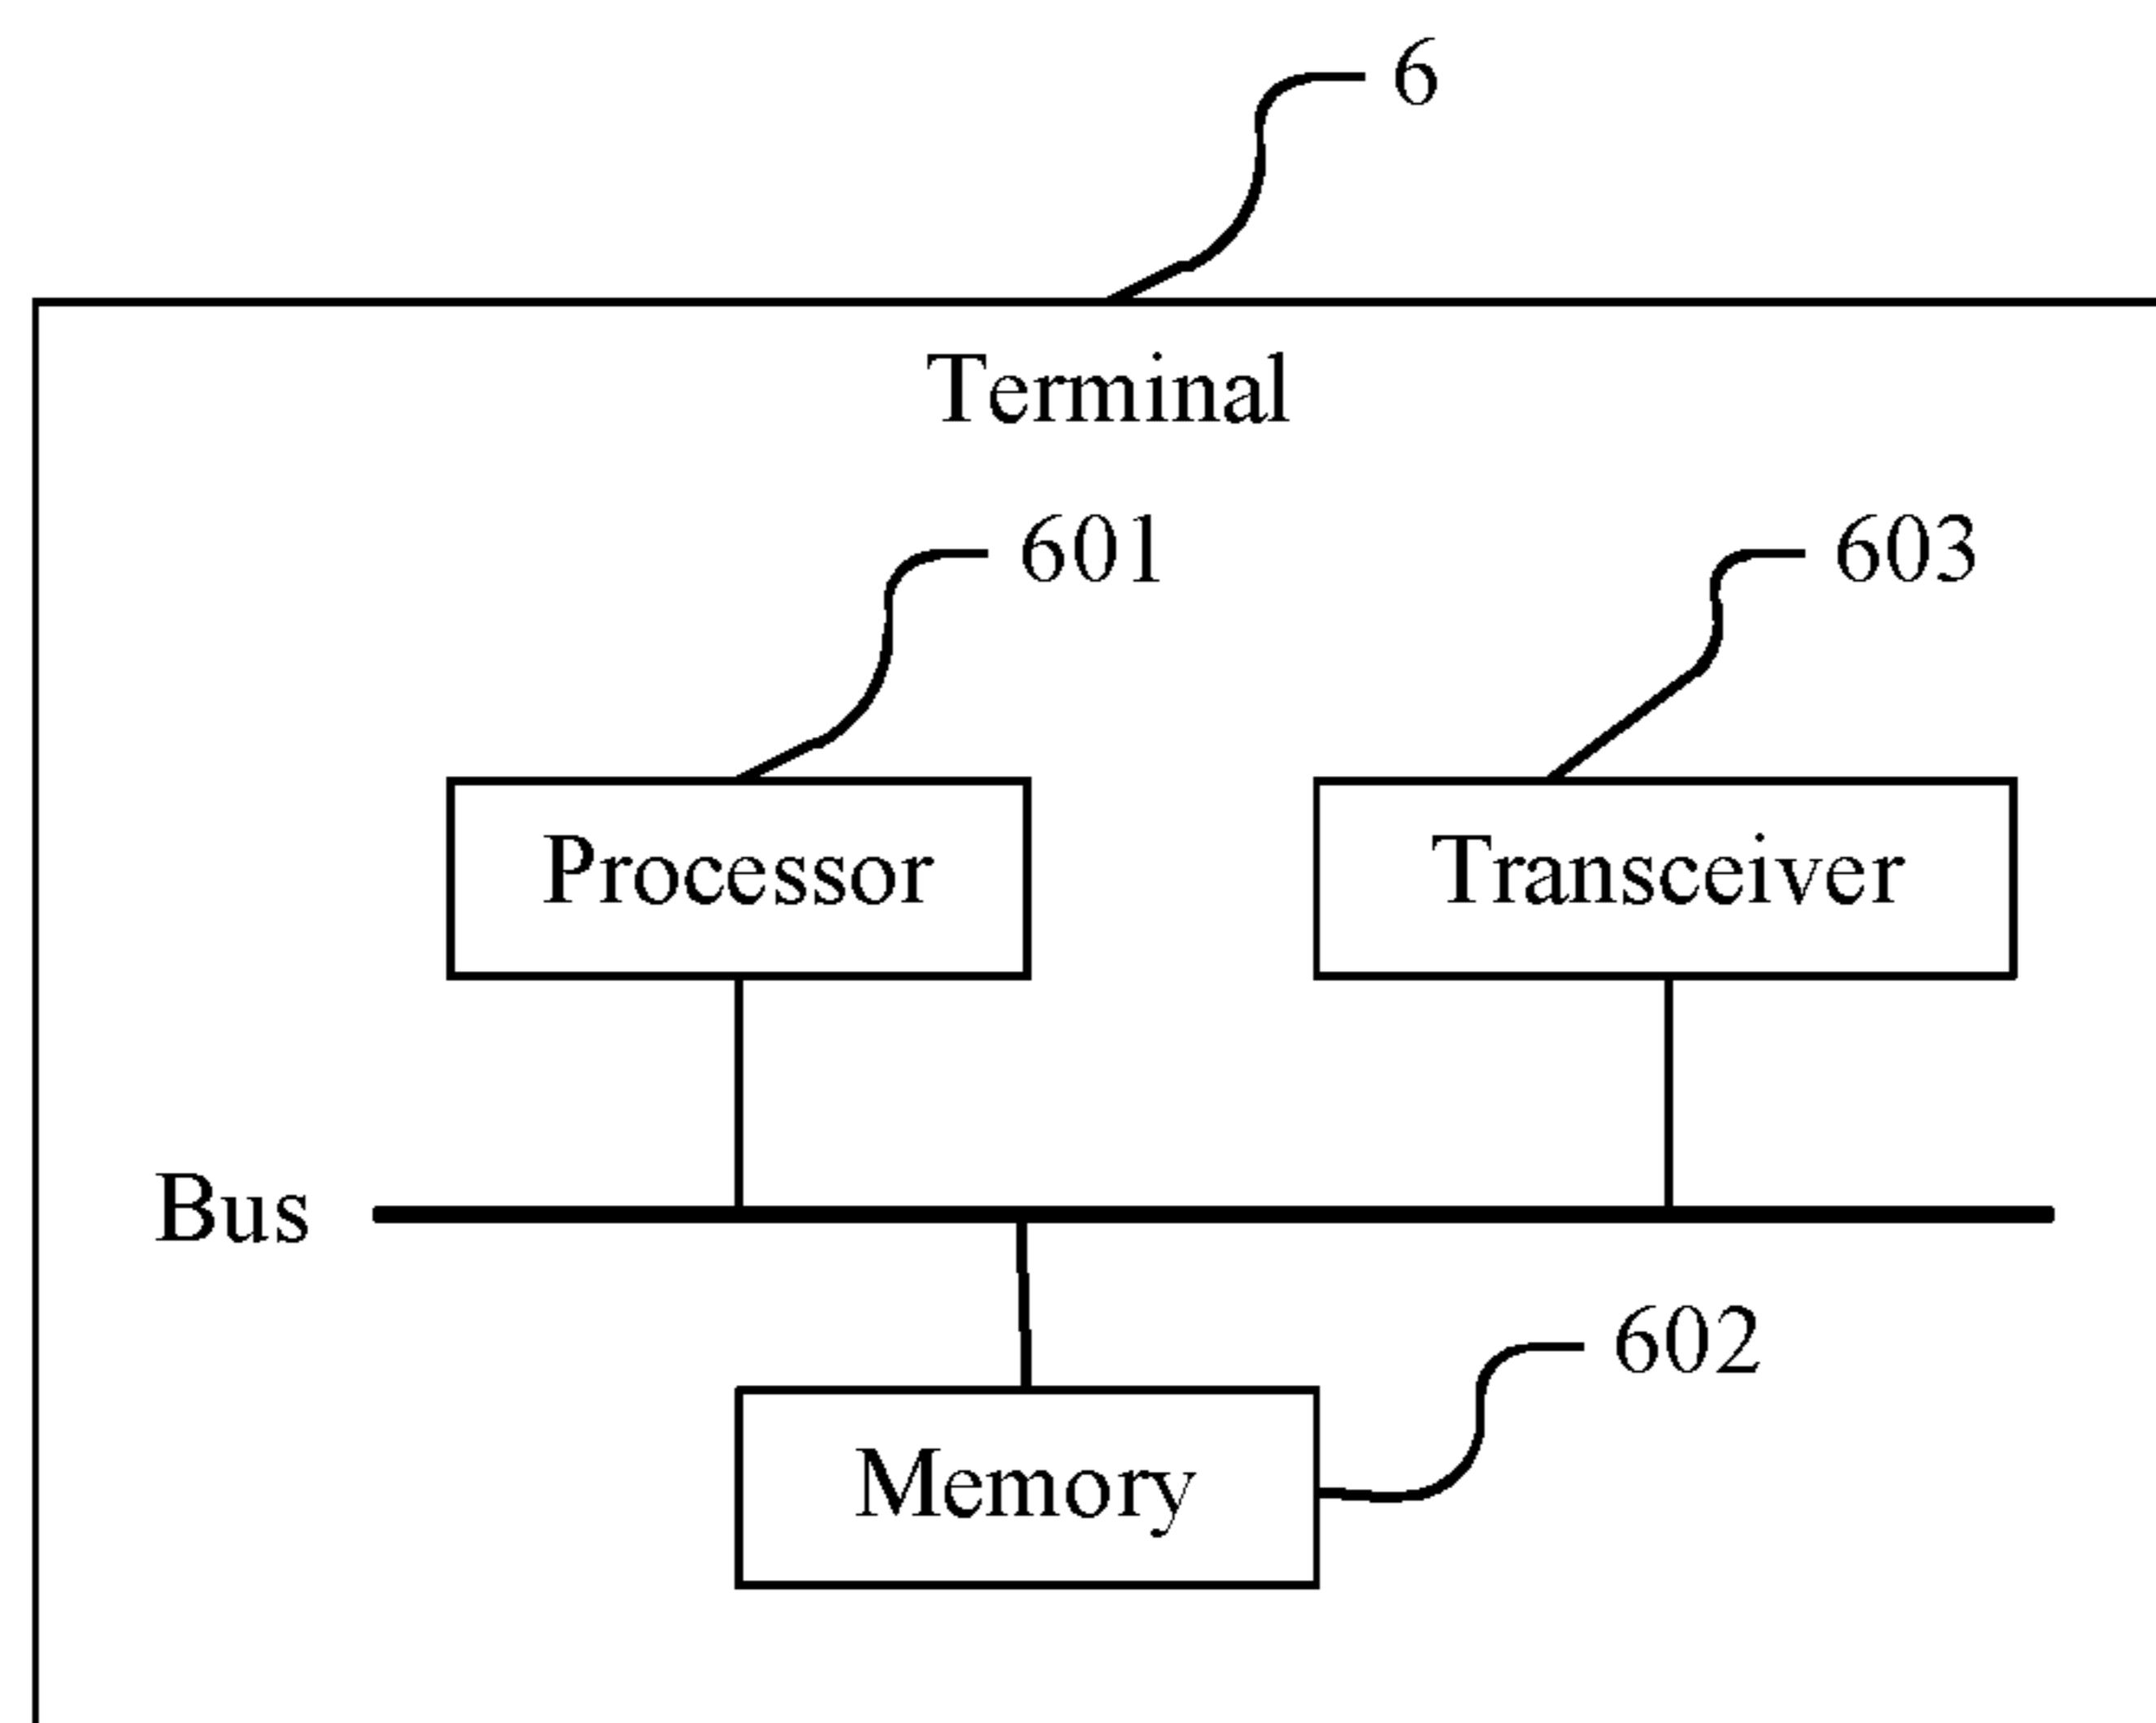 6
Terminal
601
603
Processor
Transceiver
Bus
602
Memory